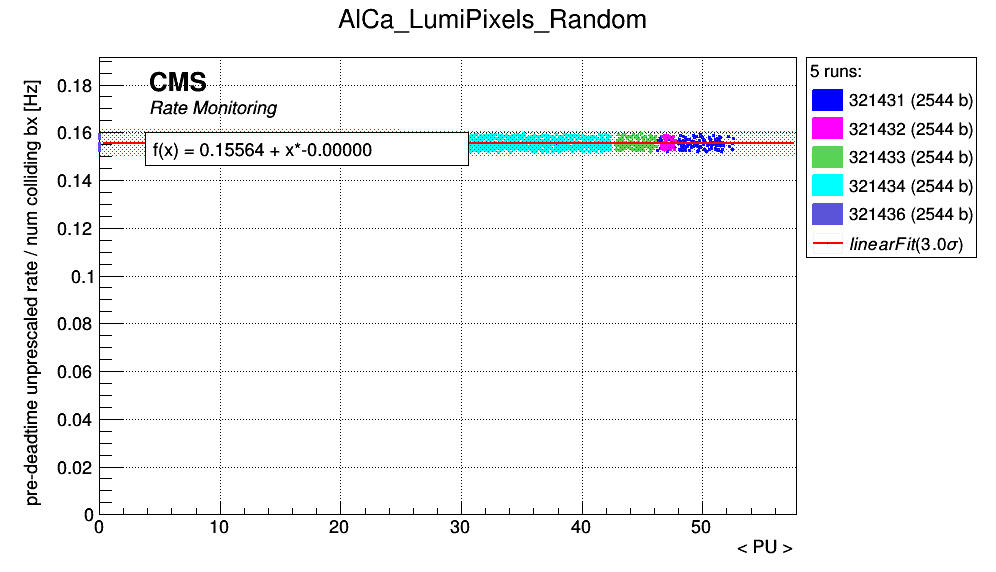 AlCa_LumiPixels_Random
pre-deadtime unprescaled rate / num colliding bx [Hz]
CMS
Rate Monitoring
f(x) = 0.15564 + x*-0.00000
0.18
0.16
0.14
0.12
0.1
0.08
0.06
0.04
0.02
0
0 10 20 30 40 50
< PU >
5 runs:
321431 (2544 b)
321432 (2544 b)
321433 (2544 b)
321434 (2544 b)
321436 (2544 b)
linearFit(3.0σ)